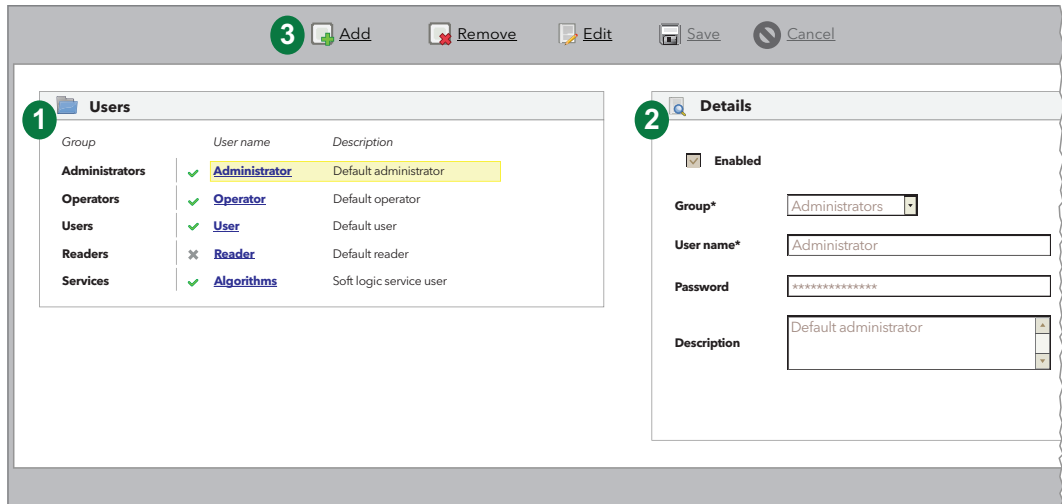 3 Add Remove Edit Save Cancel
1 Users
Group User name Description
Administrators Administrator Default administrator
Operators Operator Default operator
Users User Default user
Readers Reader Default reader
Services Algorithms Soft logic service user
2 Details
Enabled
Group* Administrators
User name* Administrator
Password **************
Description Default administrator